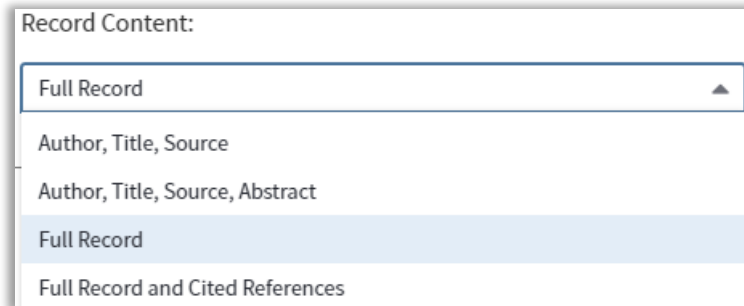 Record Content:
Full Record
Author, Title, Source
Author, Title, Source, Abstract
Full Record
Full Record and Cited References